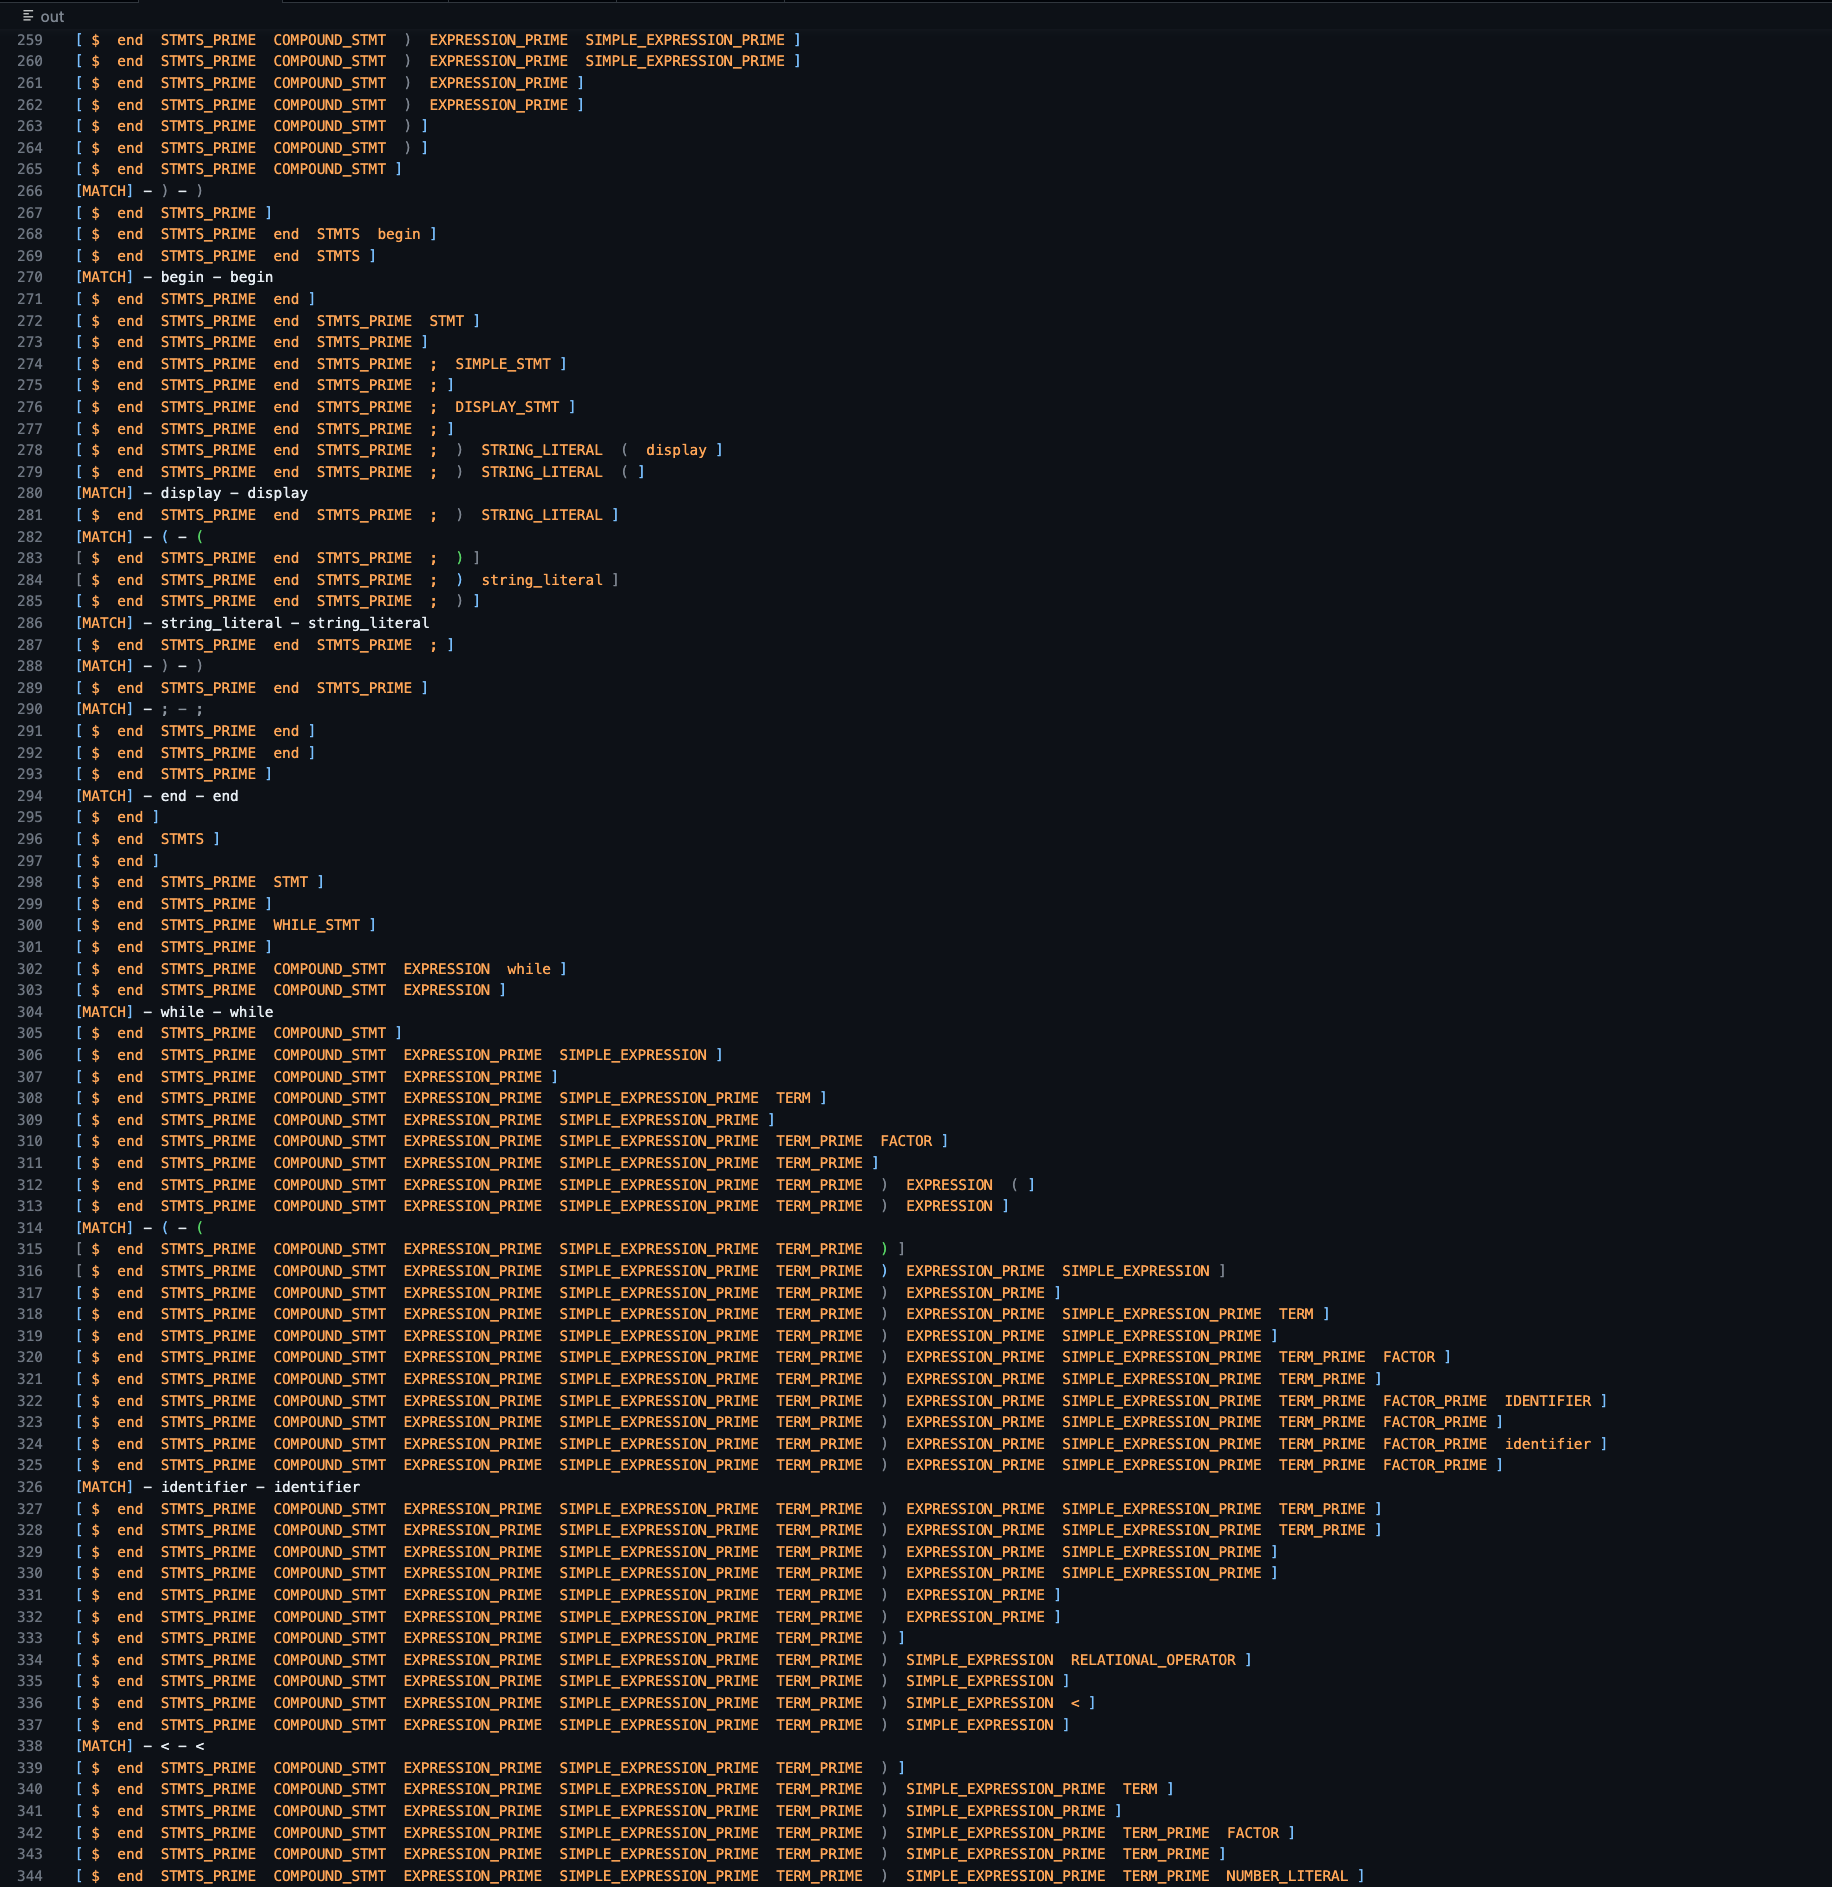 out
259 [ $ end STMTS_PRIME COMPOUND_STMT ) EXPRESSION_PRIME SIMPLE_EXPRESSION_PRIME ]
260 [ $ end STMTS_PRIME COMPOUND_STMT ) EXPRESSION_PRIME SIMPLE_EXPRESSION_PRIME ]
261 [ $ end STMTS_PRIME COMPOUND_STMT ) EXPRESSION_PRIME ]
262 [ $ end STMTS_PRIME COMPOUND_STMT ) EXPRESSION_PRIME ]
263 [ $ end STMTS_PRIME COMPOUND_STMT ) ]
264 [ $ end STMTS_PRIME COMPOUND_STMT ) ]
265 [ $ end STMTS_PRIME COMPOUND_STMT ]
266 [MATCH] - ) - )
267 [ $ end STMTS_PRIME ]
268 [ $ end STMTS_PRIME end STMTS begin ]
269 [ $ end STMTS_PRIME end STMTS ]
270 [MATCH] - begin - begin
271 [ $ end STMTS_PRIME end ]
272 [ $ end STMTS_PRIME end STMTS_PRIME STMT ]
273 [ $ end STMTS_PRIME end STMTS_PRIME ]
274 [ $ end STMTS_PRIME end STMTS_PRIME ; SIMPLE_STMT ]
275 [ $ end STMTS_PRIME end STMTS_PRIME ; ]
276 [ $ end STMTS_PRIME end STMTS_PRIME ; DISPLAY_STMT ]
277 [ $ end STMTS_PRIME end STMTS_PRIME ; ]
278 [ $ end STMTS_PRIME end STMTS_PRIME ; ) STRING_LITERAL ( display ]
279 [ $ end STMTS_PRIME end STMTS_PRIME ; ) STRING_LITERAL ( ]
280 [MATCH] - display - display
281 [ $ end STMTS_PRIME end STMTS_PRIME ; ) STRING_LITERAL ]
282 [MATCH] - ( - (
283 [ $ end STMTS_PRIME end STMTS_PRIME ; ) ]
284 [ $ end STMTS_PRIME end STMTS_PRIME ; ) string_literal ]
285 [ $ end STMTS_PRIME end STMTS_PRIME ; ) ]
286 [MATCH] - string_literal - string_literal
287 [ $ end STMTS_PRIME end STMTS_PRIME ; ]
288 [MATCH] - ) - )
289 [ $ end STMTS_PRIME end STMTS_PRIME ]
290 [MATCH] - ; - ;
291 [ $ end STMTS_PRIME end ]
292 [ $ end STMTS_PRIME end ]
293 [ $ end STMTS_PRIME ]
294 [MATCH] - end - end
295 [ $ end ]
296 [ $ end STMTS ]
297 [ $ end ]
298 [ $ end STMTS_PRIME STMT ]
299 [ $ end STMTS_PRIME ]
300 [ $ end STMTS_PRIME WHILE_STMT ]
301 [ $ end STMTS_PRIME ]
302 [ $ end STMTS_PRIME COMPOUND_STMT EXPRESSION while ]
303 [ $ end STMTS_PRIME COMPOUND_STMT EXPRESSION ]
304 [MATCH] - while - while
305 [ $ end STMTS_PRIME COMPOUND_STMT ]
306 [ $ end STMTS_PRIME COMPOUND_STMT EXPRESSION_PRIME SIMPLE_EXPRESSION ]
307 [ $ end STMTS_PRIME COMPOUND_STMT EXPRESSION_PRIME ]
308 [ $ end STMTS_PRIME COMPOUND_STMT EXPRESSION_PRIME SIMPLE_EXPRESSION_PRIME TERM ]
309 [ $ end STMTS_PRIME COMPOUND_STMT EXPRESSION_PRIME SIMPLE_EXPRESSION_PRIME ]
310 [ $ end STMTS_PRIME COMPOUND_STMT EXPRESSION_PRIME SIMPLE_EXPRESSION_PRIME TERM_PRIME FACTOR ]
311 [ $ end STMTS_PRIME COMPOUND_STMT EXPRESSION_PRIME SIMPLE_EXPRESSION_PRIME TERM_PRIME ]
312 [ $ end STMTS_PRIME COMPOUND_STMT EXPRESSION_PRIME SIMPLE_EXPRESSION_PRIME TERM_PRIME ) EXPRESSION ( ]
313 [ $ end STMTS_PRIME COMPOUND_STMT EXPRESSION_PRIME SIMPLE_EXPRESSION_PRIME TERM_PRIME ) EXPRESSION ]
314 [MATCH] - ( - (
315 [ $ end STMTS_PRIME COMPOUND_STMT EXPRESSION_PRIME SIMPLE_EXPRESSION_PRIME TERM_PRIME ) ]
316 [ $ end STMTS_PRIME COMPOUND_STMT EXPRESSION_PRIME SIMPLE_EXPRESSION_PRIME TERM_PRIME ) EXPRESSION_PRIME SIMPLE_EXPRESSION ]
317 [ $ end STMTS_PRIME COMPOUND_STMT EXPRESSION_PRIME SIMPLE_EXPRESSION_PRIME TERM_PRIME ) EXPRESSION_PRIME ]
318 [ $ end STMTS_PRIME COMPOUND_STMT EXPRESSION_PRIME SIMPLE_EXPRESSION_PRIME TERM_PRIME ) EXPRESSION_PRIME SIMPLE_EXPRESSION_PRIME TERM ]
319 [ $ end STMTS_PRIME COMPOUND_STMT EXPRESSION_PRIME SIMPLE_EXPRESSION_PRIME TERM_PRIME ) EXPRESSION_PRIME SIMPLE_EXPRESSION_PRIME ]
320 [ $ end STMTS_PRIME COMPOUND_STMT EXPRESSION_PRIME SIMPLE_EXPRESSION_PRIME TERM_PRIME ) EXPRESSION_PRIME SIMPLE_EXPRESSION_PRIME TERM_PRIME FACTOR ]
321 [ $ end STMTS_PRIME COMPOUND_STMT EXPRESSION_PRIME SIMPLE_EXPRESSION_PRIME TERM_PRIME ) EXPRESSION_PRIME SIMPLE_EXPRESSION_PRIME TERM_PRIME ]
322 [ $ end STMTS_PRIME COMPOUND_STMT EXPRESSION_PRIME SIMPLE_EXPRESSION_PRIME TERM_PRIME ) EXPRESSION_PRIME SIMPLE_EXPRESSION_PRIME TERM_PRIME FACTOR_PRIME IDENTIFIER ]
323 [ $ end STMTS_PRIME COMPOUND_STMT EXPRESSION_PRIME SIMPLE_EXPRESSION_PRIME TERM_PRIME ) EXPRESSION_PRIME SIMPLE_EXPRESSION_PRIME TERM_PRIME FACTOR_PRIME ]
324 [ $ end STMTS_PRIME COMPOUND_STMT EXPRESSION_PRIME SIMPLE_EXPRESSION_PRIME TERM_PRIME ) EXPRESSION_PRIME SIMPLE_EXPRESSION_PRIME TERM_PRIME FACTOR_PRIME identifier ]
325 [ $ end STMTS_PRIME COMPOUND_STMT EXPRESSION_PRIME SIMPLE_EXPRESSION_PRIME TERM_PRIME ) EXPRESSION_PRIME SIMPLE_EXPRESSION_PRIME TERM_PRIME FACTOR_PRIME ]
326 [MATCH] - identifier - identifier
327 [ $ end STMTS_PRIME COMPOUND_STMT EXPRESSION_PRIME SIMPLE_EXPRESSION_PRIME TERM_PRIME ) EXPRESSION_PRIME SIMPLE_EXPRESSION_PRIME TERM_PRIME ]
328 [ $ end STMTS_PRIME COMPOUND_STMT EXPRESSION_PRIME SIMPLE_EXPRESSION_PRIME TERM_PRIME ) EXPRESSION_PRIME SIMPLE_EXPRESSION_PRIME TERM_PRIME ]
329 [ $ end STMTS_PRIME COMPOUND_STMT EXPRESSION_PRIME SIMPLE_EXPRESSION_PRIME TERM_PRIME ) EXPRESSION_PRIME SIMPLE_EXPRESSION_PRIME ]
330 [ $ end STMTS_PRIME COMPOUND_STMT EXPRESSION_PRIME SIMPLE_EXPRESSION_PRIME TERM_PRIME ) EXPRESSION_PRIME SIMPLE_EXPRESSION_PRIME ]
331 [ $ end STMTS_PRIME COMPOUND_STMT EXPRESSION_PRIME SIMPLE_EXPRESSION_PRIME TERM_PRIME ) EXPRESSION_PRIME ]
332 [ $ end STMTS_PRIME COMPOUND_STMT EXPRESSION_PRIME SIMPLE_EXPRESSION_PRIME TERM_PRIME ) EXPRESSION_PRIME ]
333 [ $ end STMTS_PRIME COMPOUND_STMT EXPRESSION_PRIME SIMPLE_EXPRESSION_PRIME TERM_PRIME ) ]
334 [ $ end STMTS_PRIME COMPOUND_STMT EXPRESSION_PRIME SIMPLE_EXPRESSION_PRIME TERM_PRIME ) SIMPLE_EXPRESSION RELATIONAL_OPERATOR ]
335 [ $ end STMTS_PRIME COMPOUND_STMT EXPRESSION_PRIME SIMPLE_EXPRESSION_PRIME TERM_PRIME ) SIMPLE_EXPRESSION ]
336 [ $ end STMTS_PRIME COMPOUND_STMT EXPRESSION_PRIME SIMPLE_EXPRESSION_PRIME TERM_PRIME ) SIMPLE_EXPRESSION < ]
337 [ $ end STMTS_PRIME COMPOUND_STMT EXPRESSION_PRIME SIMPLE_EXPRESSION_PRIME TERM_PRIME ) SIMPLE_EXPRESSION ]
338 [MATCH] - < - <
339 [ $ end STMTS_PRIME COMPOUND_STMT EXPRESSION_PRIME SIMPLE_EXPRESSION_PRIME TERM_PRIME ) ]
340 [ $ end STMTS_PRIME COMPOUND_STMT EXPRESSION_PRIME SIMPLE_EXPRESSION_PRIME TERM_PRIME ) SIMPLE_EXPRESSION_PRIME TERM ]
341 [ $ end STMTS_PRIME COMPOUND_STMT EXPRESSION_PRIME SIMPLE_EXPRESSION_PRIME TERM_PRIME ) SIMPLE_EXPRESSION_PRIME ]
342 [ $ end STMTS_PRIME COMPOUND_STMT EXPRESSION_PRIME SIMPLE_EXPRESSION_PRIME TERM_PRIME ) SIMPLE_EXPRESSION_PRIME TERM_PRIME FACTOR ]
343 [ $ end STMTS_PRIME COMPOUND_STMT EXPRESSION_PRIME SIMPLE_EXPRESSION_PRIME TERM_PRIME ) SIMPLE_EXPRESSION_PRIME TERM_PRIME ]
344 [ $ end STMTS_PRIME COMPOUND_STMT EXPRESSION_PRIME SIMPLE_EXPRESSION_PRIME TERM_PRIME ) SIMPLE_EXPRESSION_PRIME TERM_PRIME NUMBER_LITERAL ]